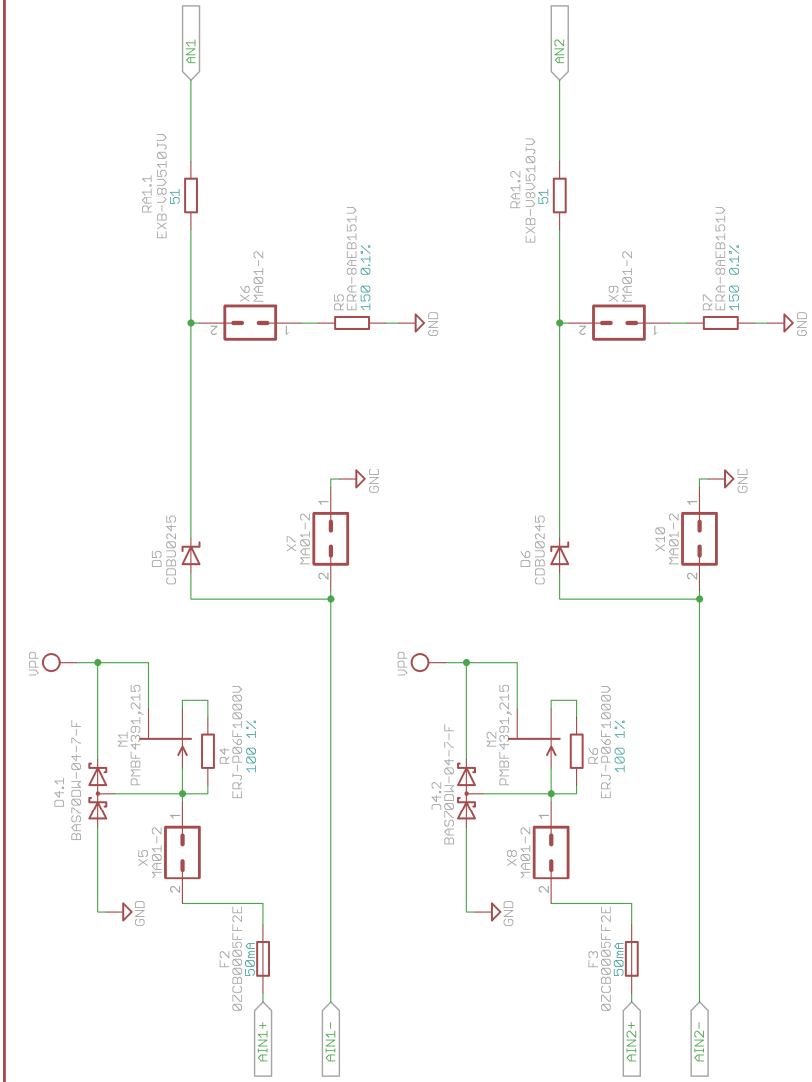 AN1
RA1.1
EXB-V8V510JV
51
X6
MA01-2
2
1
R5
ERA-8AEB151V
150 0.1%
GND
D5
CDBU0245
X7
MA01-2
2
1
GND
VPP
D4.1
BAS70DW-04-7-F
M1
PMBF4391,215
R4
ERJ-P06F1000V
100 1%
X5
MA01-2
1
2
GND
F2
0ZCB0005FF2E
50mA
AIN1+
AIN1-
AN2
RA1.2
EXB-V8V510JV
51
X9
MA01-2
2
1
R7
ERA-8AEB151V
150 0.1%
GND
D6
CDBU0245
X10
MA01-2
2
1
GND
VPP
D4.2
BAS70DW-04-7-F
M2
PMBF4391,215
R6
ERJ-P06F1000V
100 1%
X8
MA01-2
1
2
GND
F3
0ZCB0005FF2E
50mA
AIN2+
AIN2-